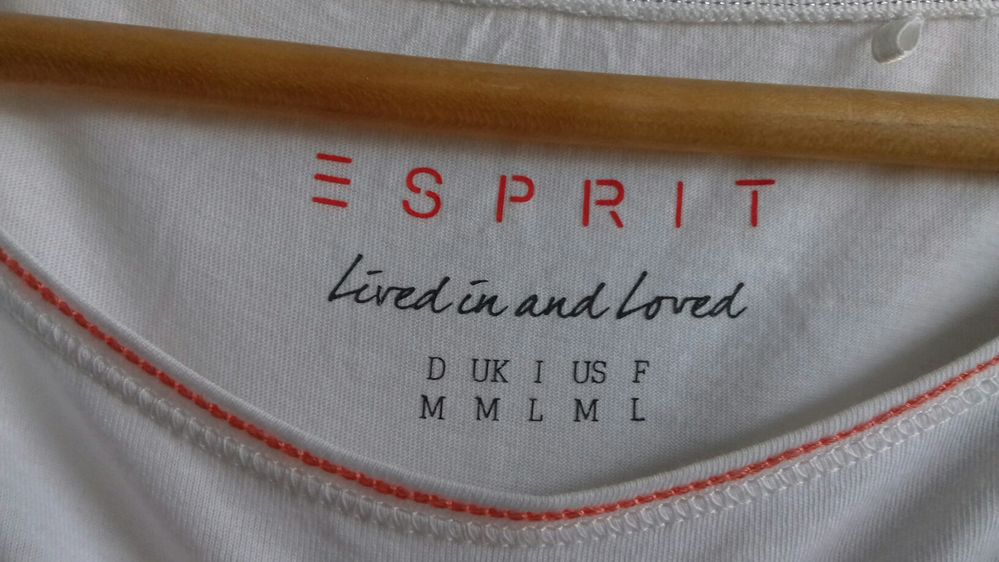 ESPRIT
Lived in and Loved
D UK I US F
M M L M L